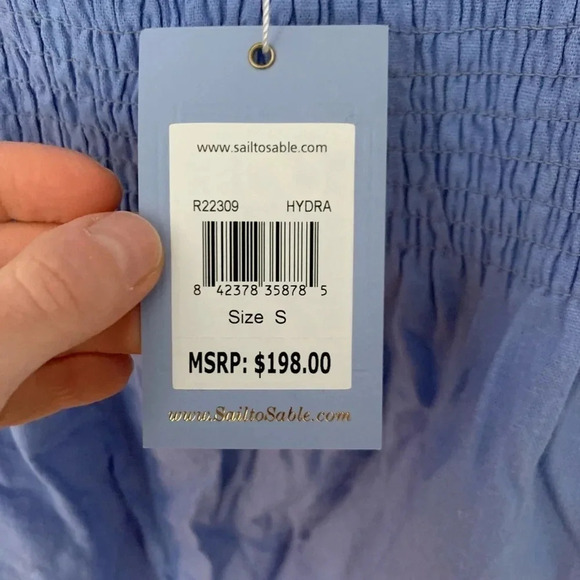 www.sailtosable.com
R22309 HYDRA
8 42378 35878 5
Size S
MSRP: $198.00
www.SailtoSable.com